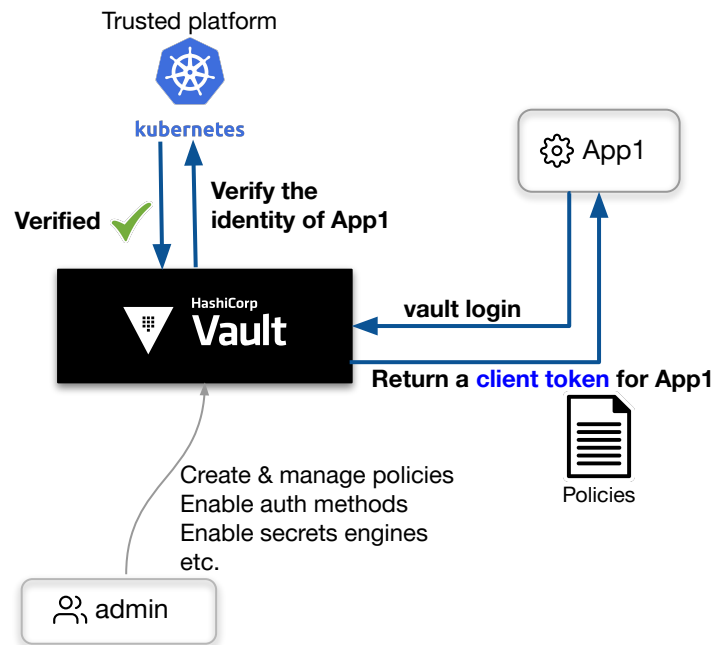 Trusted platform
kubernetes
App1
Verify the
identity of App1
Verified
HashiCorp
Vault
vault login
Return a client token for App1
Policies
Create & manage policies
Enable auth methods
Enable secrets engines
etc.
admin